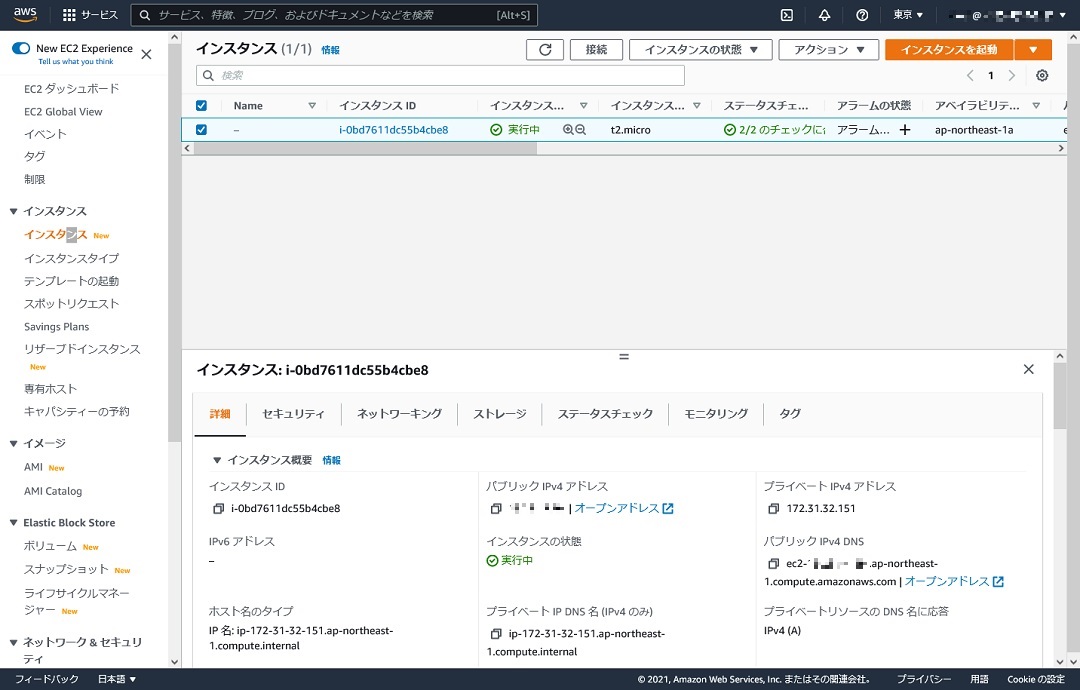 aws
サービス
サービス、特徴、ブログ、およびドキュメントなどを検索
[Alt+S]
東京
@
New EC2 Experience
Tell us what you think
EC2 ダッシュボード
EC2 Global View
イベント
タグ
制限
インスタンス
インスタンス New
インスタンスタイプ
テンプレートの起動
スポットリクエスト
Savings Plans
リザーブドインスタンス
New
専有ホスト
キャパシティーの予約
イメージ
AMI New
AMI Catalog
Elastic Block Store
ボリューム New
スナップショット New
ライフサイクルマネー
ジャー New
ネットワーク & セキュリ
ティ
インスタンス (1/1) 情報
接続
インスタンスの状態
アクション
インスタンスを起動
検索
1
Name
インスタンス ID
インスタンス...
インスタンス...
ステータスチェ...
アラームの状態
アベイラビリテ...
–
i-0bd7611dc55b4cbe8
実行中
t2.micro
2/2 のチェックに
アラーム... +
ap-northeast-1a
インスタンス: i-0bd7611dc55b4cbe8
詳細
セキュリティ
ネットワーキング
ストレージ
ステータスチェック
モニタリング
タグ
インスタンス概要 情報
インスタンス ID
i-0bd7611dc55b4cbe8
パブリック IPv4 アドレス
| オープンアドレス
プライベート IPv4 アドレス
172.31.32.151
IPv6 アドレス
–
インスタンスの状態
実行中
パブリック IPv4 DNS
ec2- .ap-northeast-
1.compute.amazonaws.com | オープンアドレス
ホスト名のタイプ
IP 名: ip-172-31-32-151.ap-northeast-
1.compute.internal
プライベート IP DNS 名 (IPv4 のみ)
ip-172-31-32-151.ap-northeast-
1.compute.internal
プライベートリソースの DNS 名に応答
IPv4 (A)
フィードバック
日本語
© 2021, Amazon Web Services, Inc. またはその関連会社。
プライバシー
用語
Cookie の設定